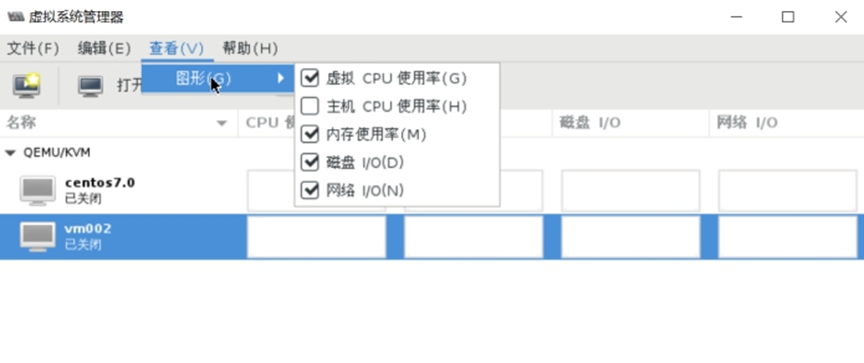 虚拟系统管理器
文件(F) 编辑(E) 查看(V) 帮助(H)
图形(G)
打开
虚拟 CPU 使用率(G)
主机 CPU 使用率(H)
内存使用率(M)
磁盘 I/O(D)
网络 I/O(N)
名称 CPU 磁盘 I/O 网络 I/O
QEMU/KVM
centos7.0
已关闭
vm002
已关闭